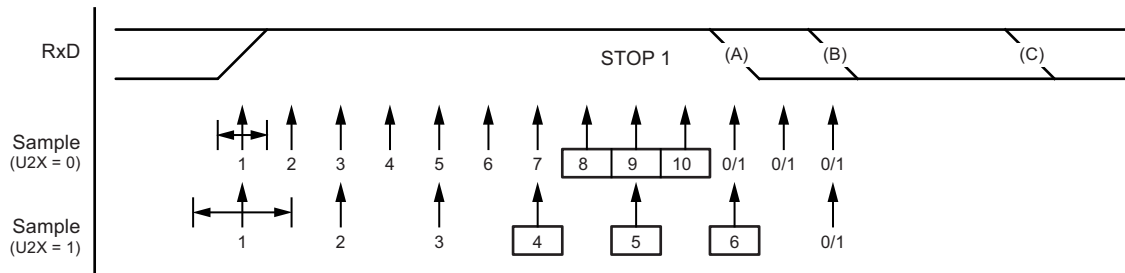 RxD STOP 1 (A) (B) (C)
Sample
(U2X = 0)
1 2 3 4 5 6 7 8 9 10 0/1 0/1 0/1
Sample
(U2X = 1)
1 2 3 4 5 6 0/1